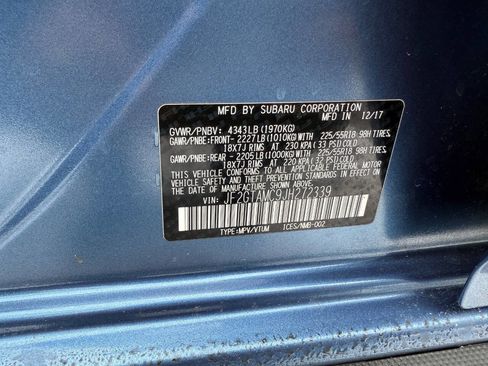 MFD BY SUBARU CORPORATION
MFD IN 12/17
GVWR/PNBV: 4343LB (1970KG)
GAWR/PNBE:FRONT- 2227LB (1010KG) WITH 225/55R18 98H TIRES,
18X7J RIMS AT 230 KPA (33 PSI) COLD
GAWR/PNBE:REAR - 2205LB (1000KG) WITH 225/55R18 98H TIRES,
18X7J RIMS AT 220 KPA (32 PSI) COLD
THIS VEHICLE CONFORMS TO ALL APPLICABLE FEDERAL MOTOR
VEHICLE SAFETY AND THEFT PREVENTION STANDARDS IN EFFECT ON
THE DATE OF MANUFACTURE SHOWN ABOVE.
VIN: JF2GTAMC9JH272339
TYPE:MPV/VTUM ICES/NMB-002